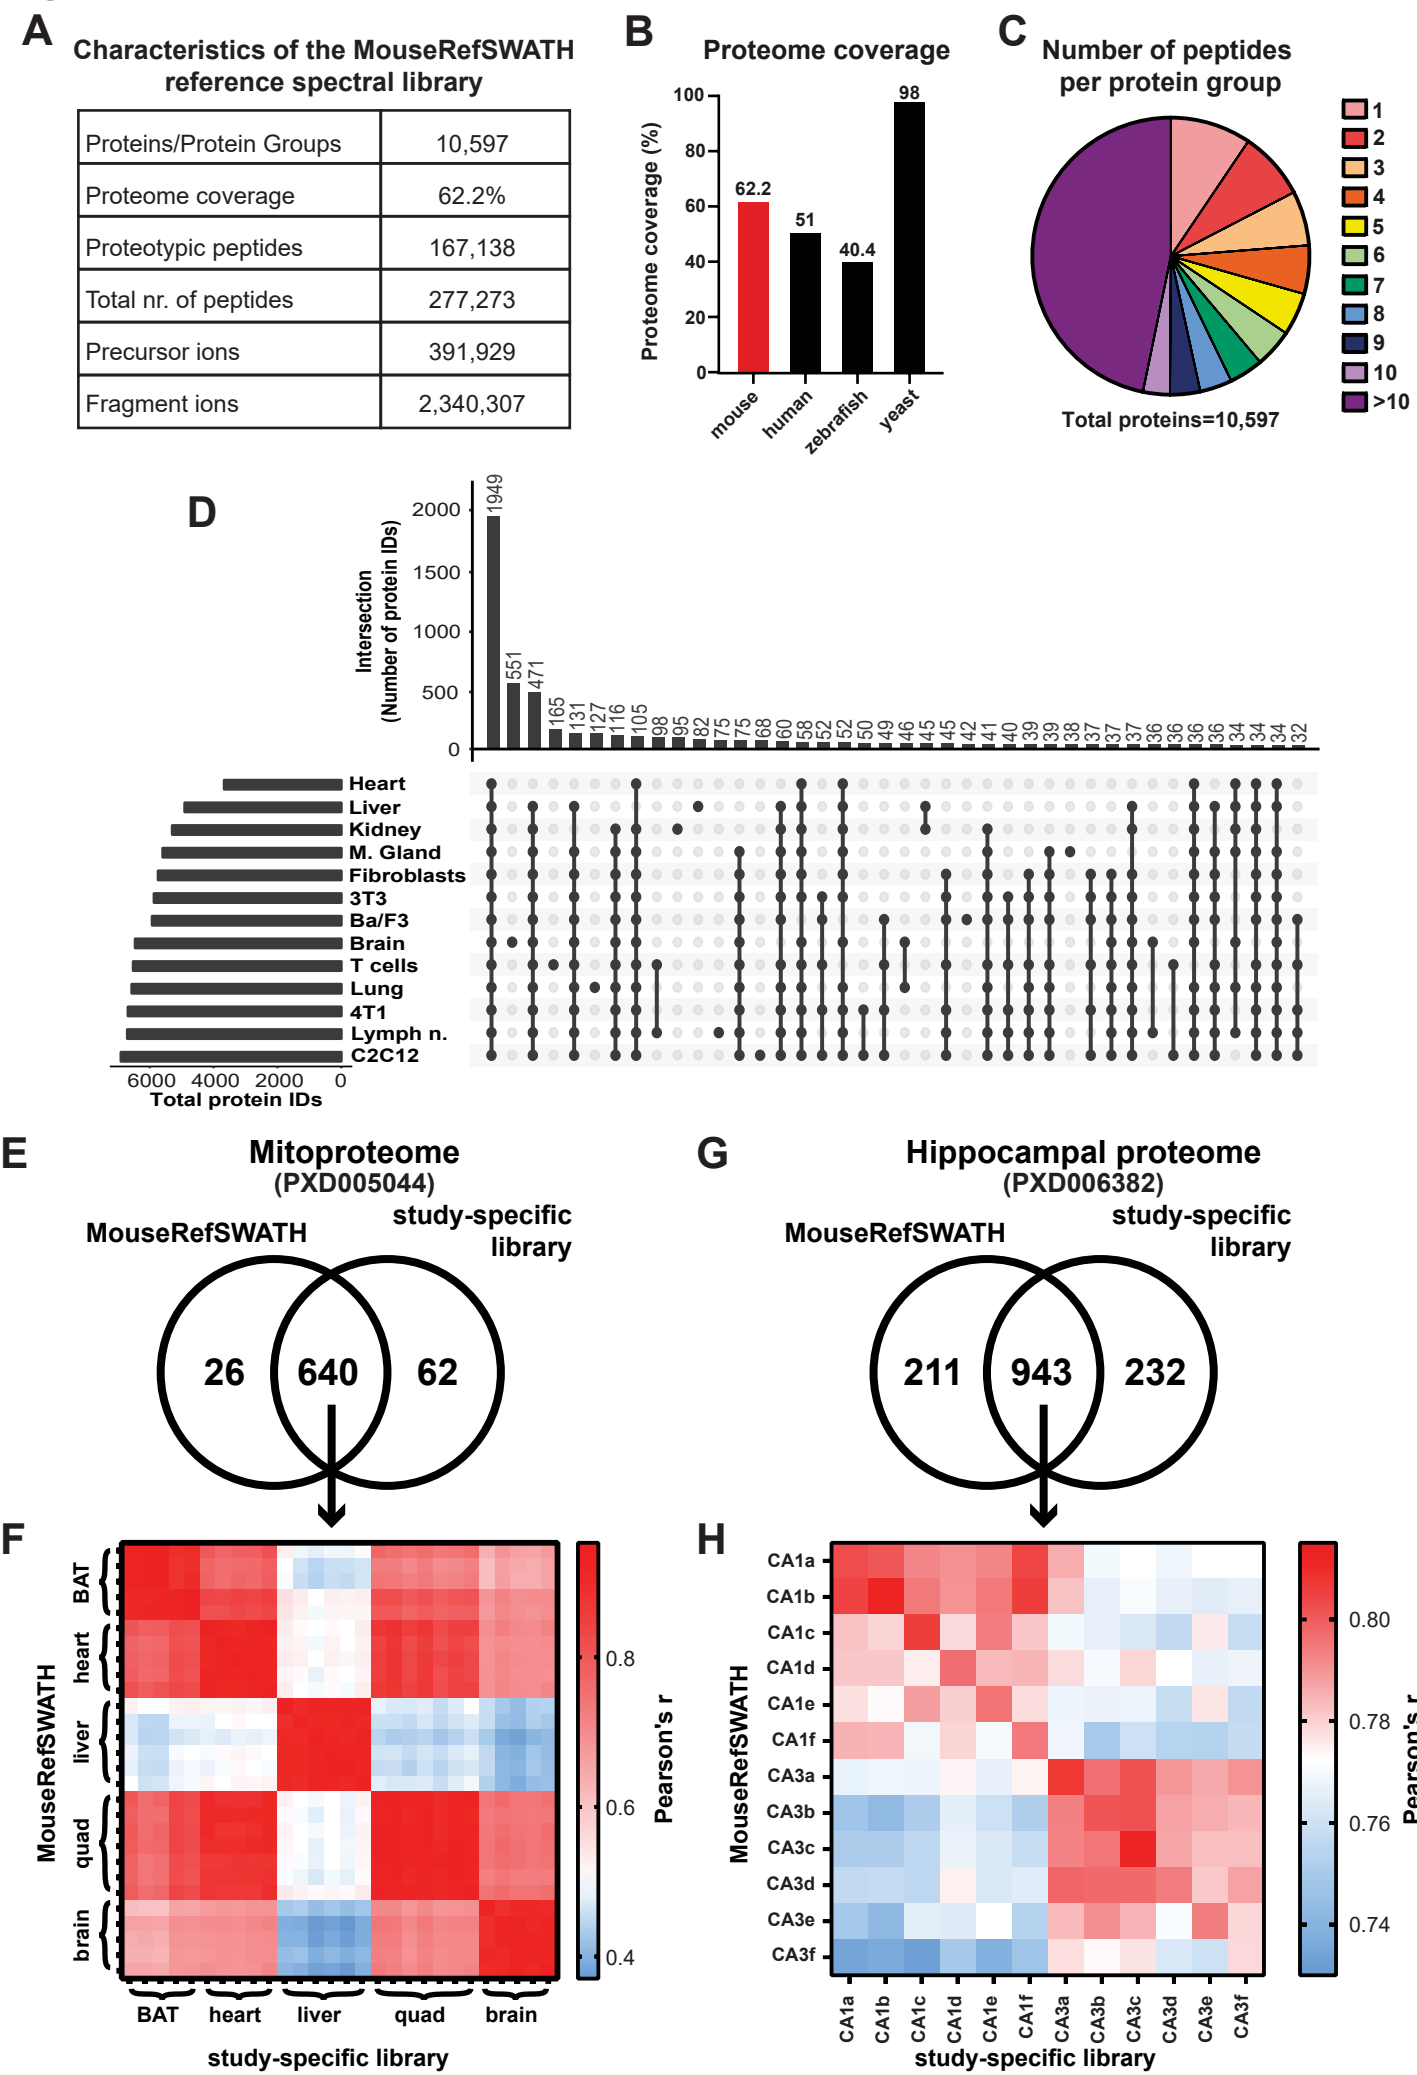 A
Characteristics of the MouseRefSWATH
reference spectral library
Proteins/Protein Groups 10,597
Proteome coverage 62.2%
Proteotypic peptides 167,138
Total nr. of peptides 277,273
Precursor ions 391,929
Fragment ions 2,340,307
B
Proteome coverage
Proteome coverage (%)
100
80
60
40
20
0
62.2
51
40.4
98
mouse
human
zebrafish
yeast
C
Number of peptides
per protein group
1
2
3
4
5
6
7
8
9
10
>10
Total proteins=10,597
D
Intersection
(Number of protein IDs)
2000
1500
1000
500
0
1949
551
471
165
131
127
116
105
98
95
82
75
75
68
60
58
52
52
50
49
46
45
45
42
41
40
39
39
38
37
37
37
36
36
36
36
34
34
34
32
Heart
Liver
Kidney
M. Gland
Fibroblasts
3T3
Ba/F3
Brain
T cells
Lung
4T1
Lymph n.
C2C12
6000 4000 2000 0
Total protein IDs
E
Mitoproteome
(PXD005044)
MouseRefSWATH
study-specific
library
26 640 62
G
Hippocampal proteome
(PXD006382)
MouseRefSWATH
study-specific
library
211 943 232
F
MouseRefSWATH
BAT
heart
liver
quad
brain
BAT heart liver quad brain
study-specific library
0.8
0.6
0.4
Pearson's r
H
MouseRefSWATH
CA1a
CA1b
CA1c
CA1d
CA1e
CA1f
CA3a
CA3b
CA3c
CA3d
CA3e
CA3f
CA1a
CA1b
CA1c
CA1d
CA1e
CA1f
CA3a
CA3b
CA3c
CA3d
CA3e
CA3f
study-specific library
0.80
0.78
0.76
0.74
Pearson's r